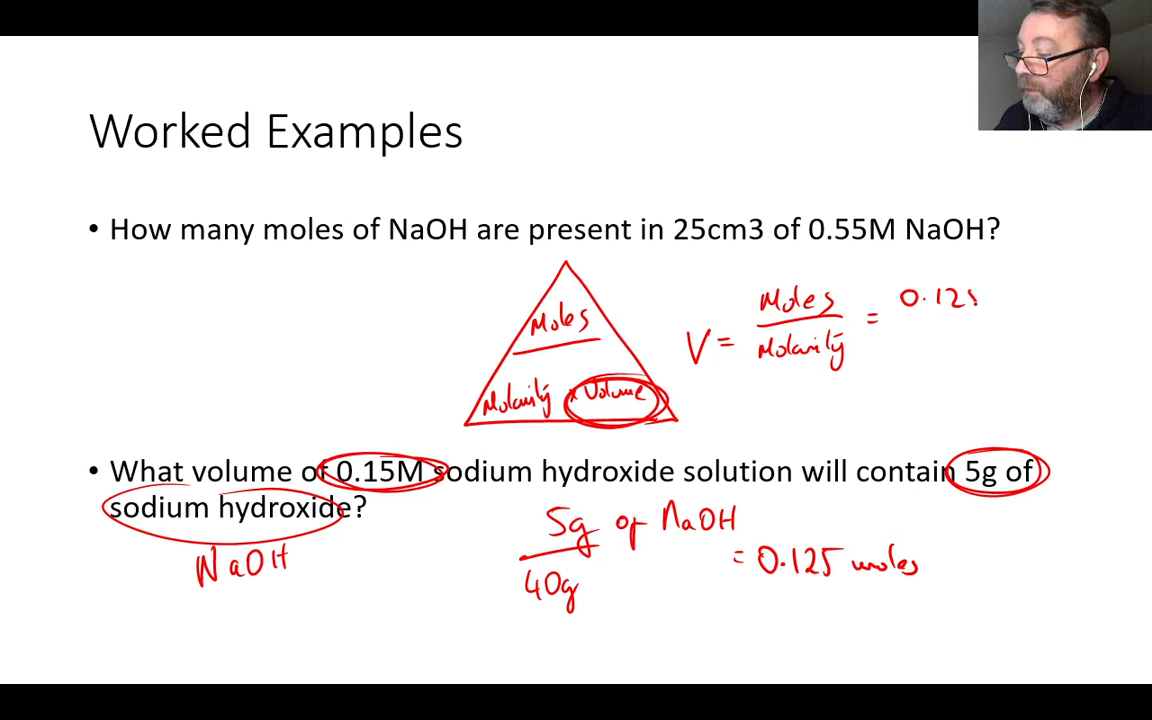 Worked Examples
• How many moles of NaOH are present in 25cm3 of 0.55M NaOH?
Moles
Molarity x Volume
V = Moles / Molarity = 0.125
• What volume of 0.15M sodium hydroxide solution will contain 5g of
sodium hydroxide?
NaOH
5g of NaOH
40g
= 0.125 moles